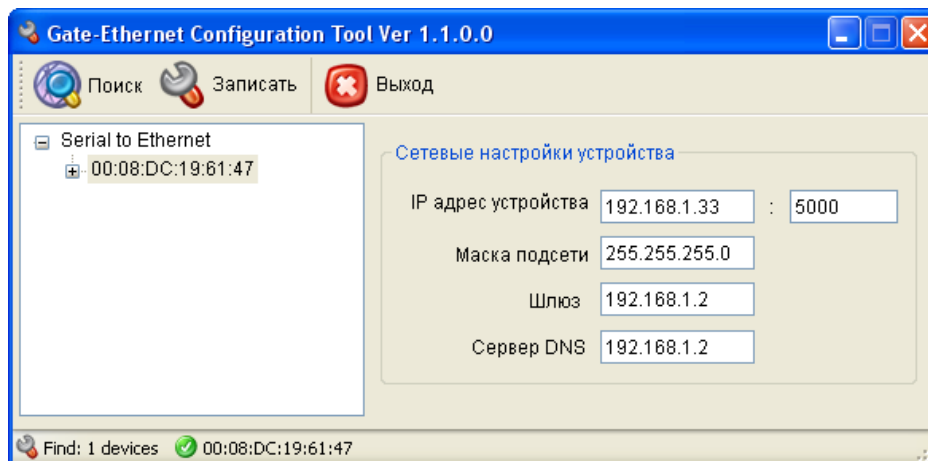 Gate-Ethernet Configuration Tool Ver 1.1.0.0
Поиск Записать Выход
Serial to Ethernet
00:08:DC:19:61:47
Сетевые настройки устройства
IP адрес устройства 192.168.1.33 : 5000
Маска подсети 255.255.255.0
Шлюз 192.168.1.2
Сервер DNS 192.168.1.2
Find: 1 devices 00:08:DC:19:61:47